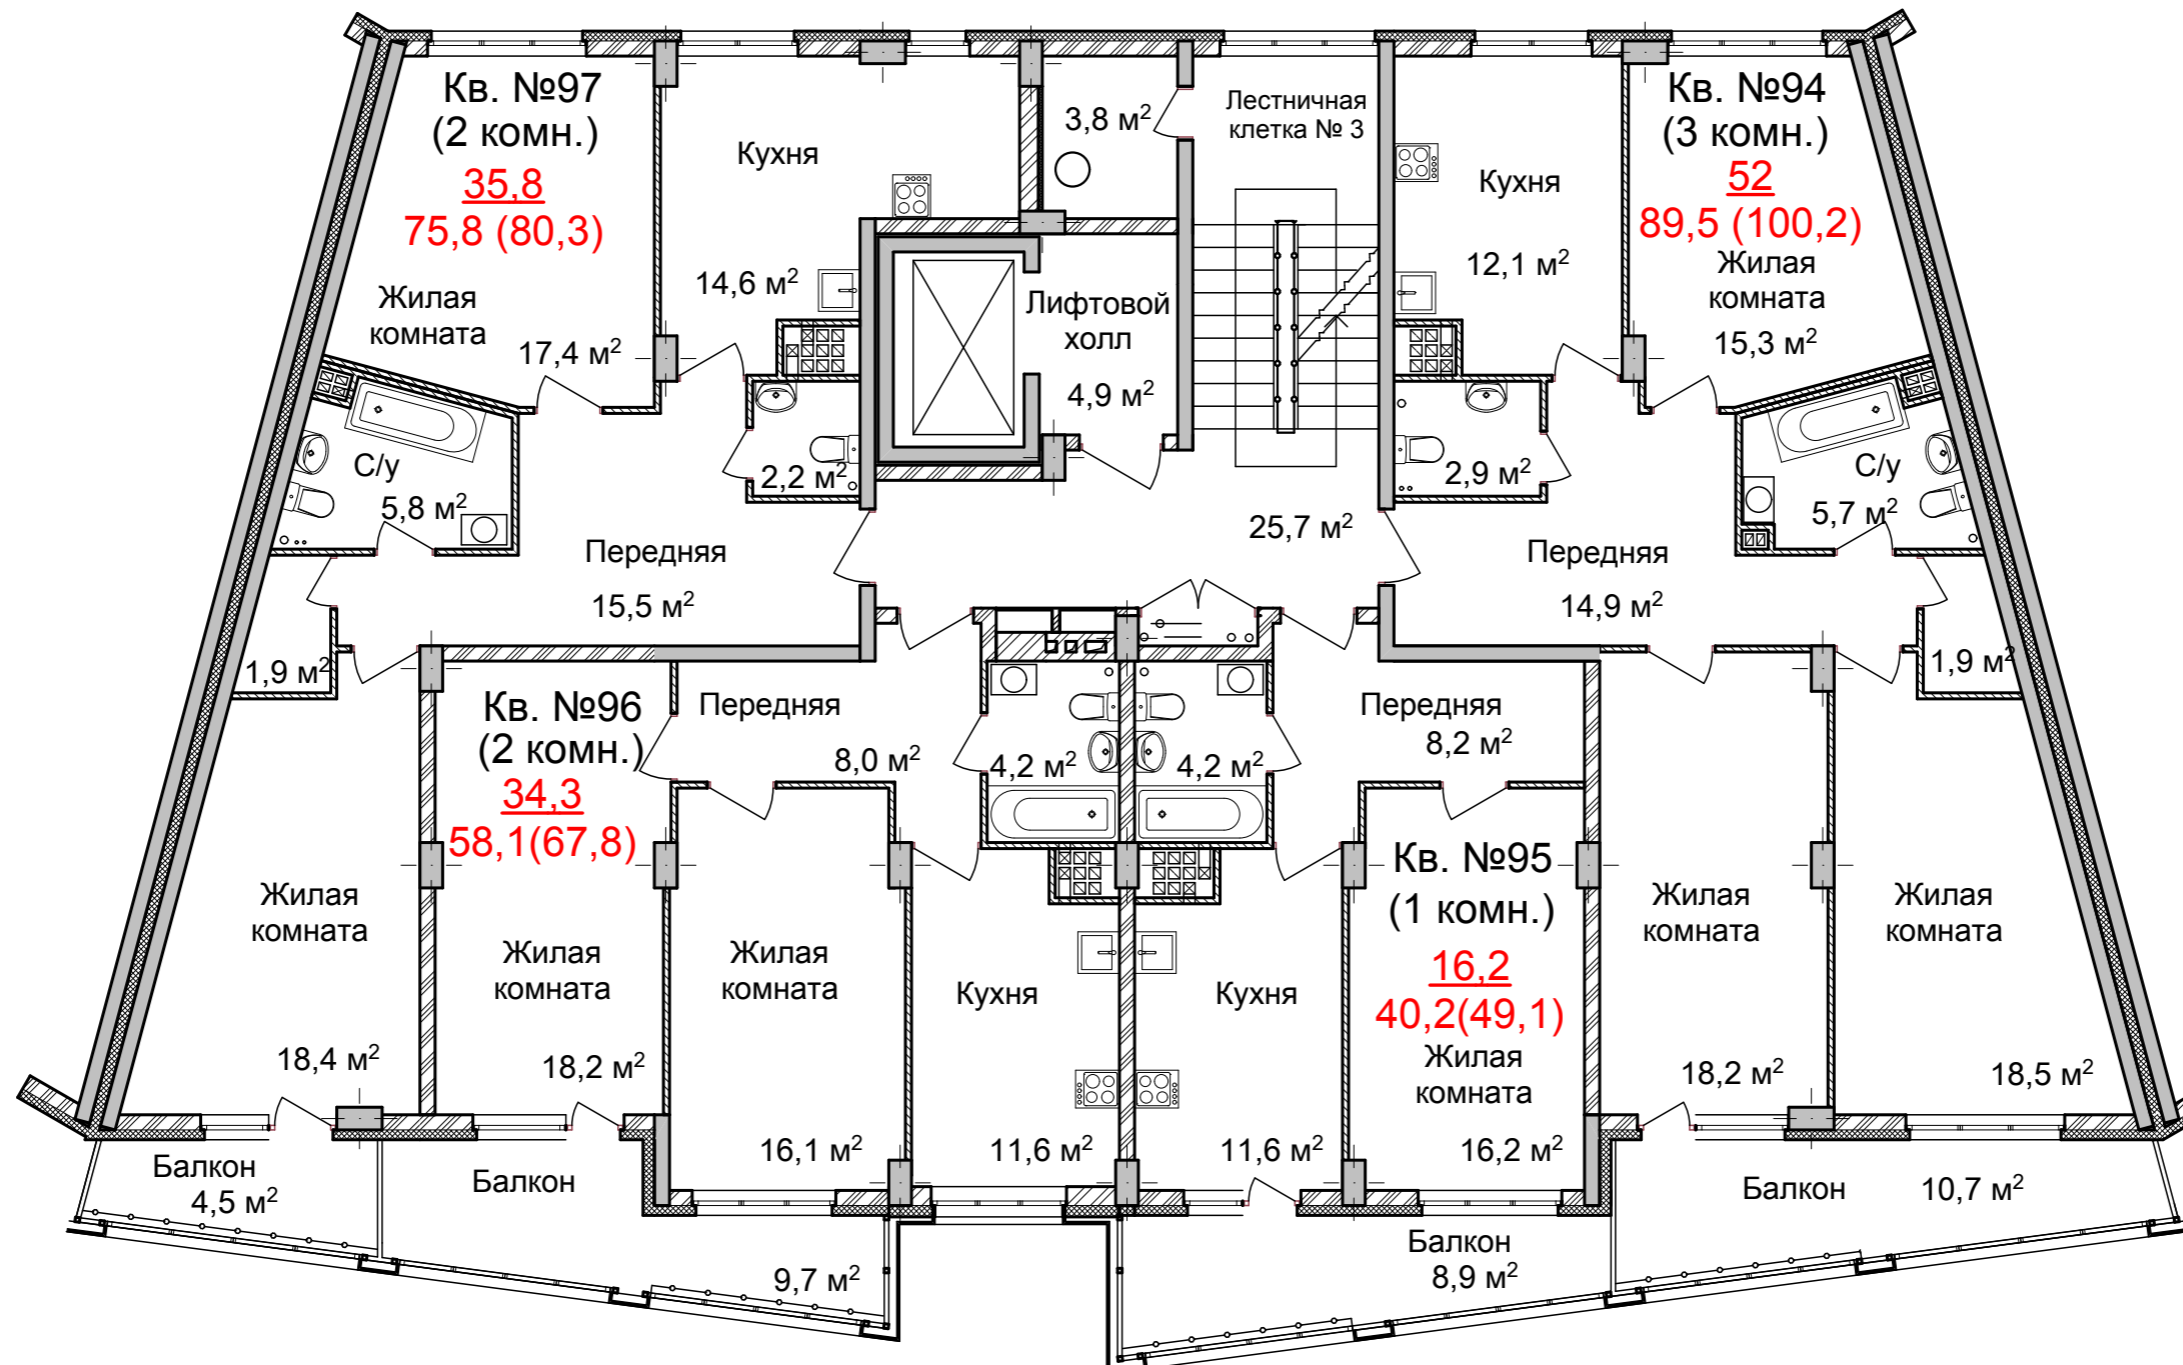 Кв. №97
(2 комн.)
35,8
75,8 (80,3)
Жилая
комната
17,4 м²
Кухня
14,6 м²
3,8 м²
Лестничная
клетка № 3
Лифтовой
холл
4,9 м²
Кухня
12,1 м²
Кв. №94
(3 комн.)
52
89,5 (100,2)
Жилая
комната
15,3 м²
С/у
5,8 м²
2,2 м²
25,7 м²
2,9 м²
С/у
5,7 м²
Передняя
15,5 м²
Передняя
14,9 м²
1,9 м²
1,9 м²
Кв. №96
(2 комн.)
34,3
58,1(67,8)
Передняя
8,0 м²
4,2 м²
4,2 м²
Передняя
8,2 м²
Кв. №95
(1 комн.)
16,2
40,2(49,1)
Жилая
комната
16,2 м²
Жилая
комната
18,4 м²
Жилая
комната
18,2 м²
Жилая
комната
16,1 м²
Кухня
11,6 м²
Кухня
11,6 м²
Жилая
комната
18,2 м²
Жилая
комната
18,5 м²
Балкон
4,5 м²
Балкон
9,7 м²
Балкон
8,9 м²
Балкон
10,7 м²